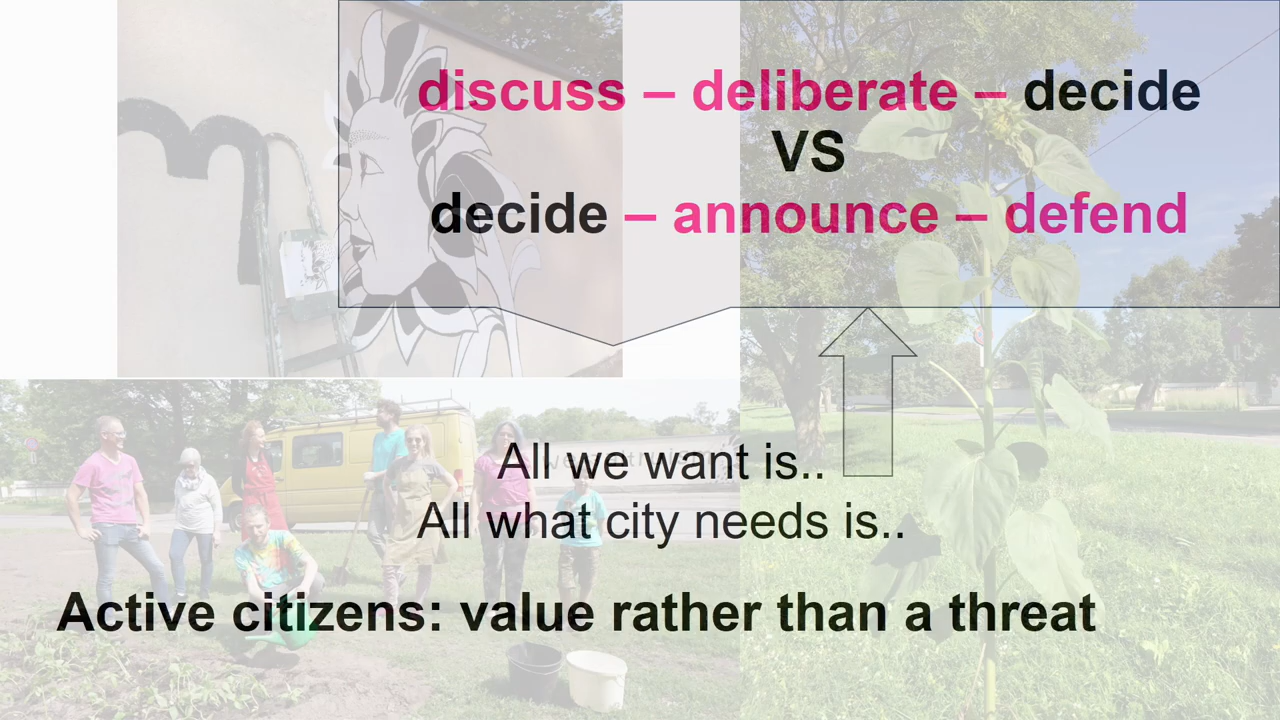 discuss – deliberate – decide
VS
decide – announce – defend
All we want is..
All what city needs is..
Active citizens: value rather than a threat